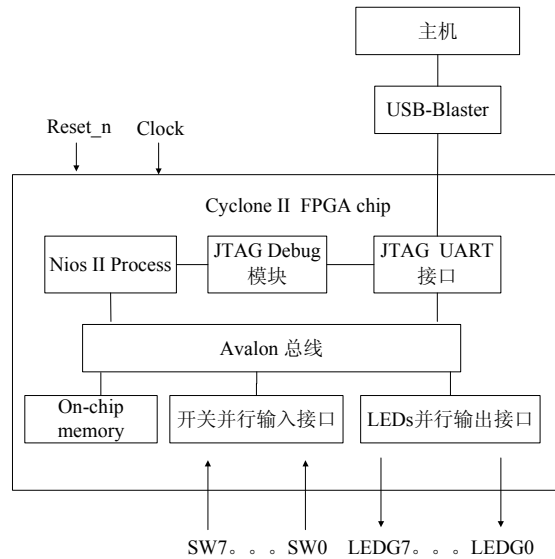 主机
USB-Blaster
Reset_n
Clock
Cyclone II FPGA chip
Nios II Process
JTAG Debug
模块
JTAG UART
接口
Avalon 总线
On-chip
memory
开关并行输入接口
LEDs并行输出接口
SW7。。。SW0
LEDG7。。。LEDG0